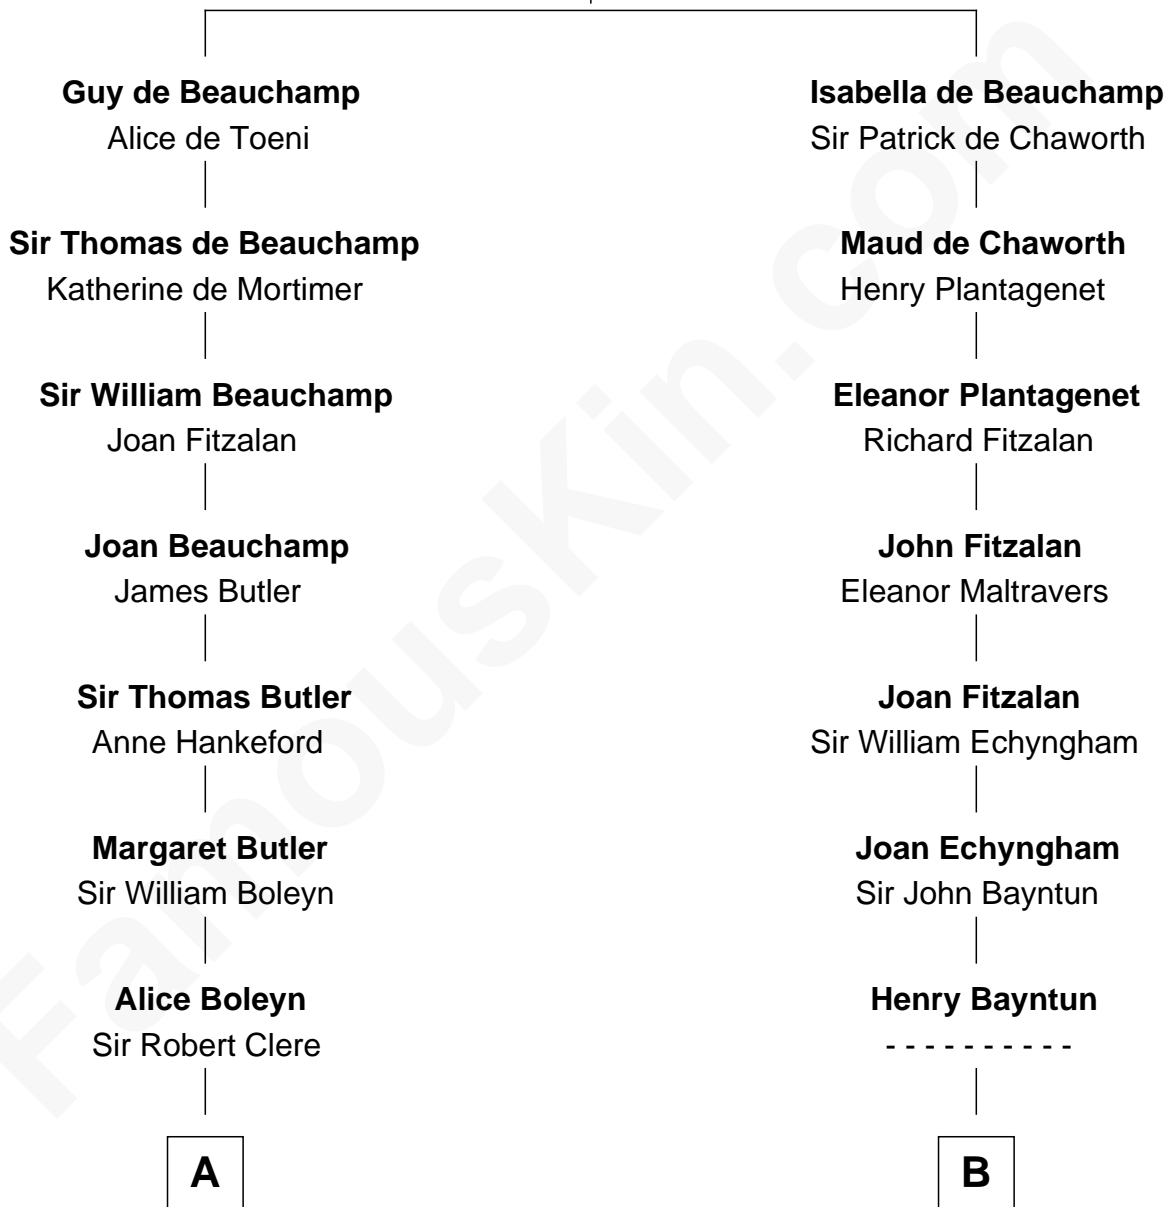 Guy de Beauchamp
Alice de Toeni
Isabella de Beauchamp
Sir Patrick de Chaworth
Sir Thomas de Beauchamp
Katherine de Mortimer
Maud de Chaworth
Henry Plantagenet
Sir William Beauchamp
Joan Fitzalan
Eleanor Plantagenet
Richard Fitzalan
Joan Beauchamp
James Butler
John Fitzalan
Eleanor Maltravers
Sir Thomas Butler
Anne Hankeford
Joan Fitzalan
Sir William Echyngham
Margaret Butler
Sir William Boleyn
Joan Echyngham
Sir John Bayntun
Alice Boleyn
Sir Robert Clere
Henry Bayntun
- - - - - - - - - -
A
B
FamousKin.com